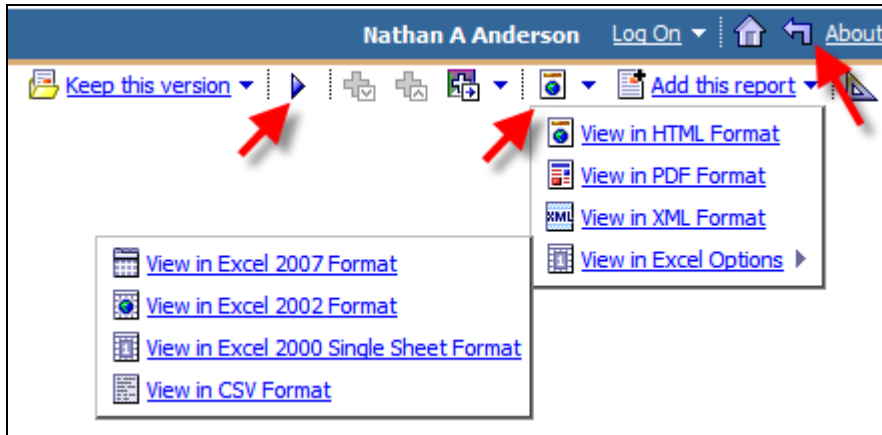 Nathan A Anderson Log On About
Keep this version Add this report
View in HTML Format
View in PDF Format
XML View in XML Format
View in Excel Options
View in Excel 2007 Format
View in Excel 2002 Format
View in Excel 2000 Single Sheet Format
View in CSV Format